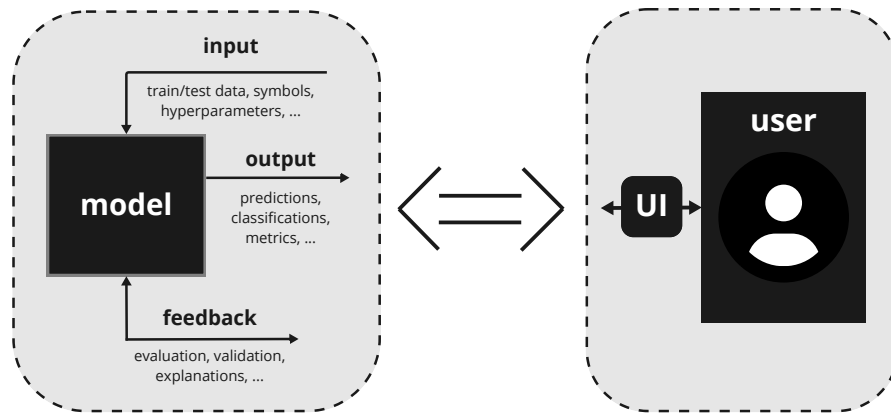 input
train/test data, symbols,
hyperparameters, ...
model
output
predictions,
classifications,
metrics, ...
feedback
evaluation, validation,
explanations, ...
UI
user